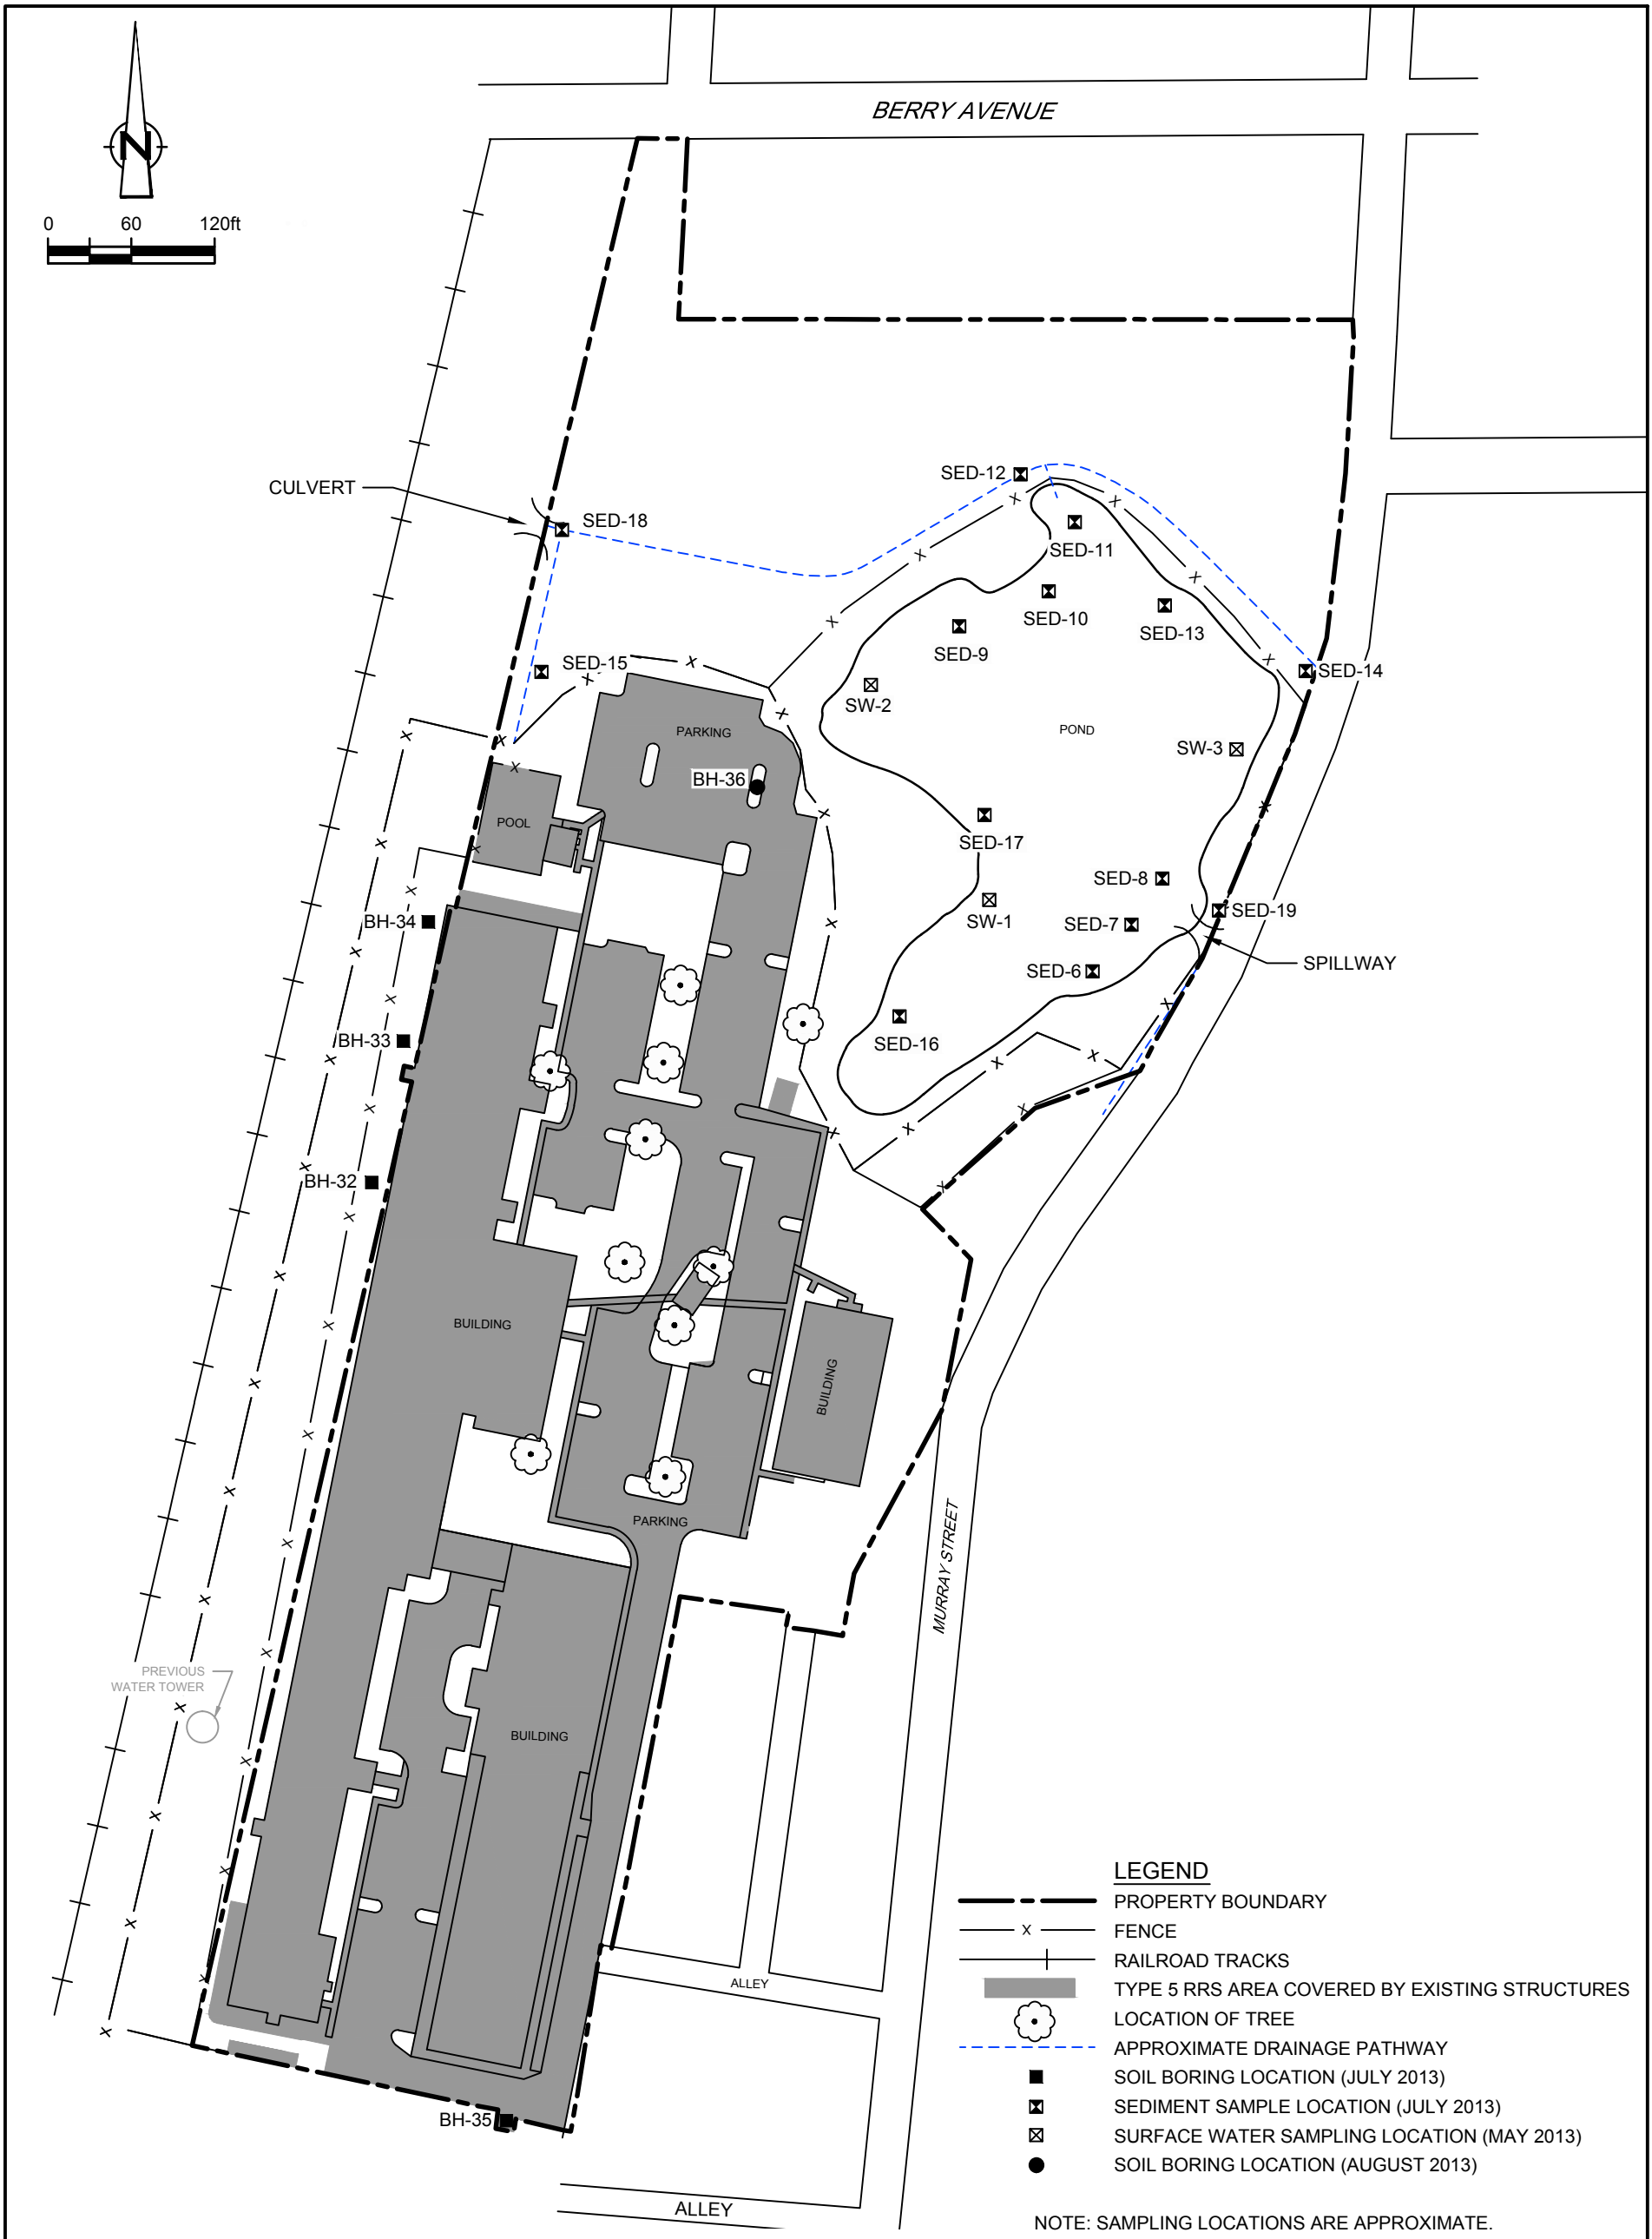 BERRY AVENUE
N
0 60 120ft
SED-12
CULVERT
SED-18
SED-11
SED-10
SED-13
SED-9
SED-15
SED-14
SW-2
PARKING
POND
SW-3
BH-36
POOL
SED-17
SED-8
SW-1
SED-19
BH-34
SED-7
SPILLWAY
SED-6
SED-16
BH-33
BH-32
BUILDING
BUILDING
PARKING
MURRAY STREET
PREVIOUS
WATER TOWER
BUILDING
ALLEY
BH-35
ALLEY
LEGEND
PROPERTY BOUNDARY
X FENCE
RAILROAD TRACKS
TYPE 5 RRS AREA COVERED BY EXISTING STRUCTURES
LOCATION OF TREE
APPROXIMATE DRAINAGE PATHWAY
SOIL BORING LOCATION (JULY 2013)
SEDIMENT SAMPLE LOCATION (JULY 2013)
SURFACE WATER SAMPLING LOCATION (MAY 2013)
SOIL BORING LOCATION (AUGUST 2013)
NOTE: SAMPLING LOCATIONS ARE APPROXIMATE.